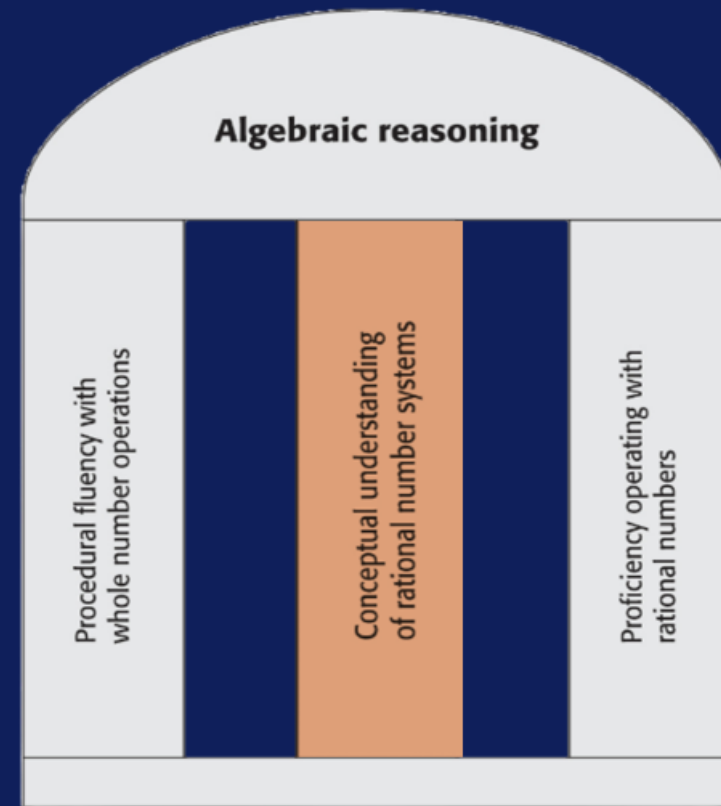 Algebraic reasoning
Procedural fluency with
whole number operations
Conceptual understanding
of rational number systems
Proficiency operating with
rational numbers